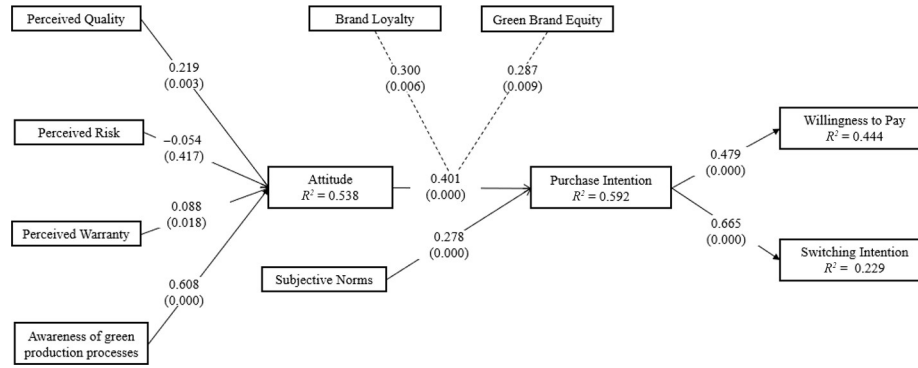 Perceived Quality
Brand Loyalty
Green Brand Equity
0.219
(0.003)
0.300
(0.006)
0.287
(0.009)
Perceived Risk
−0.054
(0.417)
Willingness to Pay
R² = 0.444
Attitude
R² = 0.538
0.401
(0.000)
Purchase Intention
R² = 0.592
0.479
(0.000)
Perceived Warranty
0.088
(0.018)
0.278
(0.000)
0.665
(0.000)
Subjective Norms
Switching Intention
R² = 0.229
0.608
(0.000)
Awareness of green
production processes